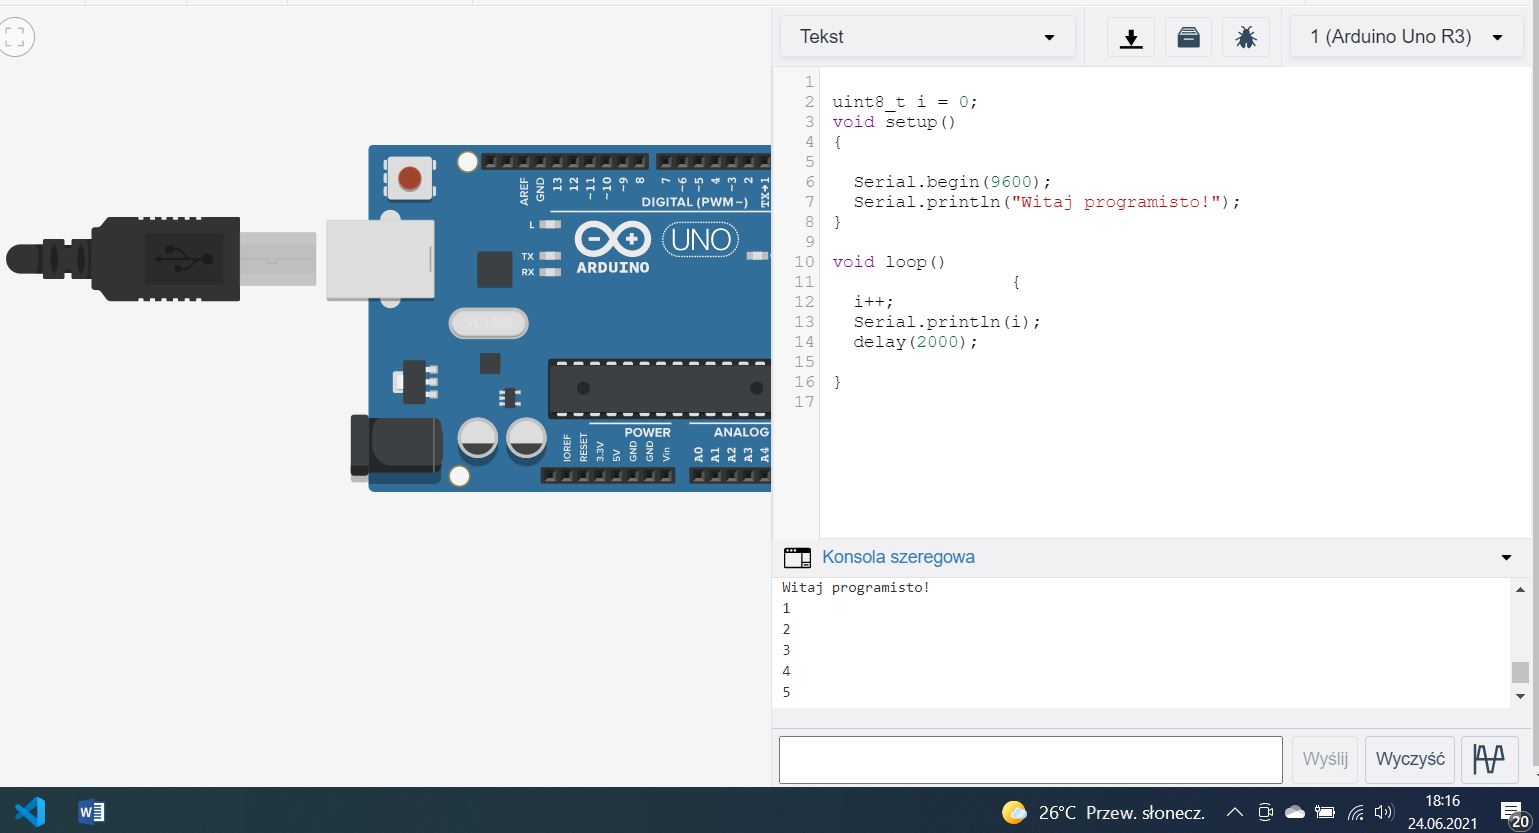 Tekst
1 (Arduino Uno R3)
1
2 uint8_t i = 0;
3 void setup()
4 {
5
6 Serial.begin(9600);
7 Serial.println("Witaj programisto!");
8 }
9
10 void loop()
11 {
12 i++;
13 Serial.println(i);
14 delay(2000);
15
16 }
17
AREF
GND
13
12
~11
~10
~9
8
7
~6
~5
4
~3
2
TX→1
DIGITAL (PWM~)
L
TX
RX
UNO
ARDUINO
POWER
ANALOG
IOREF
RESET
3.3V
5V
GND
GND
Vin
A0
A1
A2
A3
A4
Konsola szeregowa
Witaj programisto!
1
2
3
4
5
Wyślij
Wyczyść
W
26°C Przew. słonecz.
18:16
24.06.2021
20